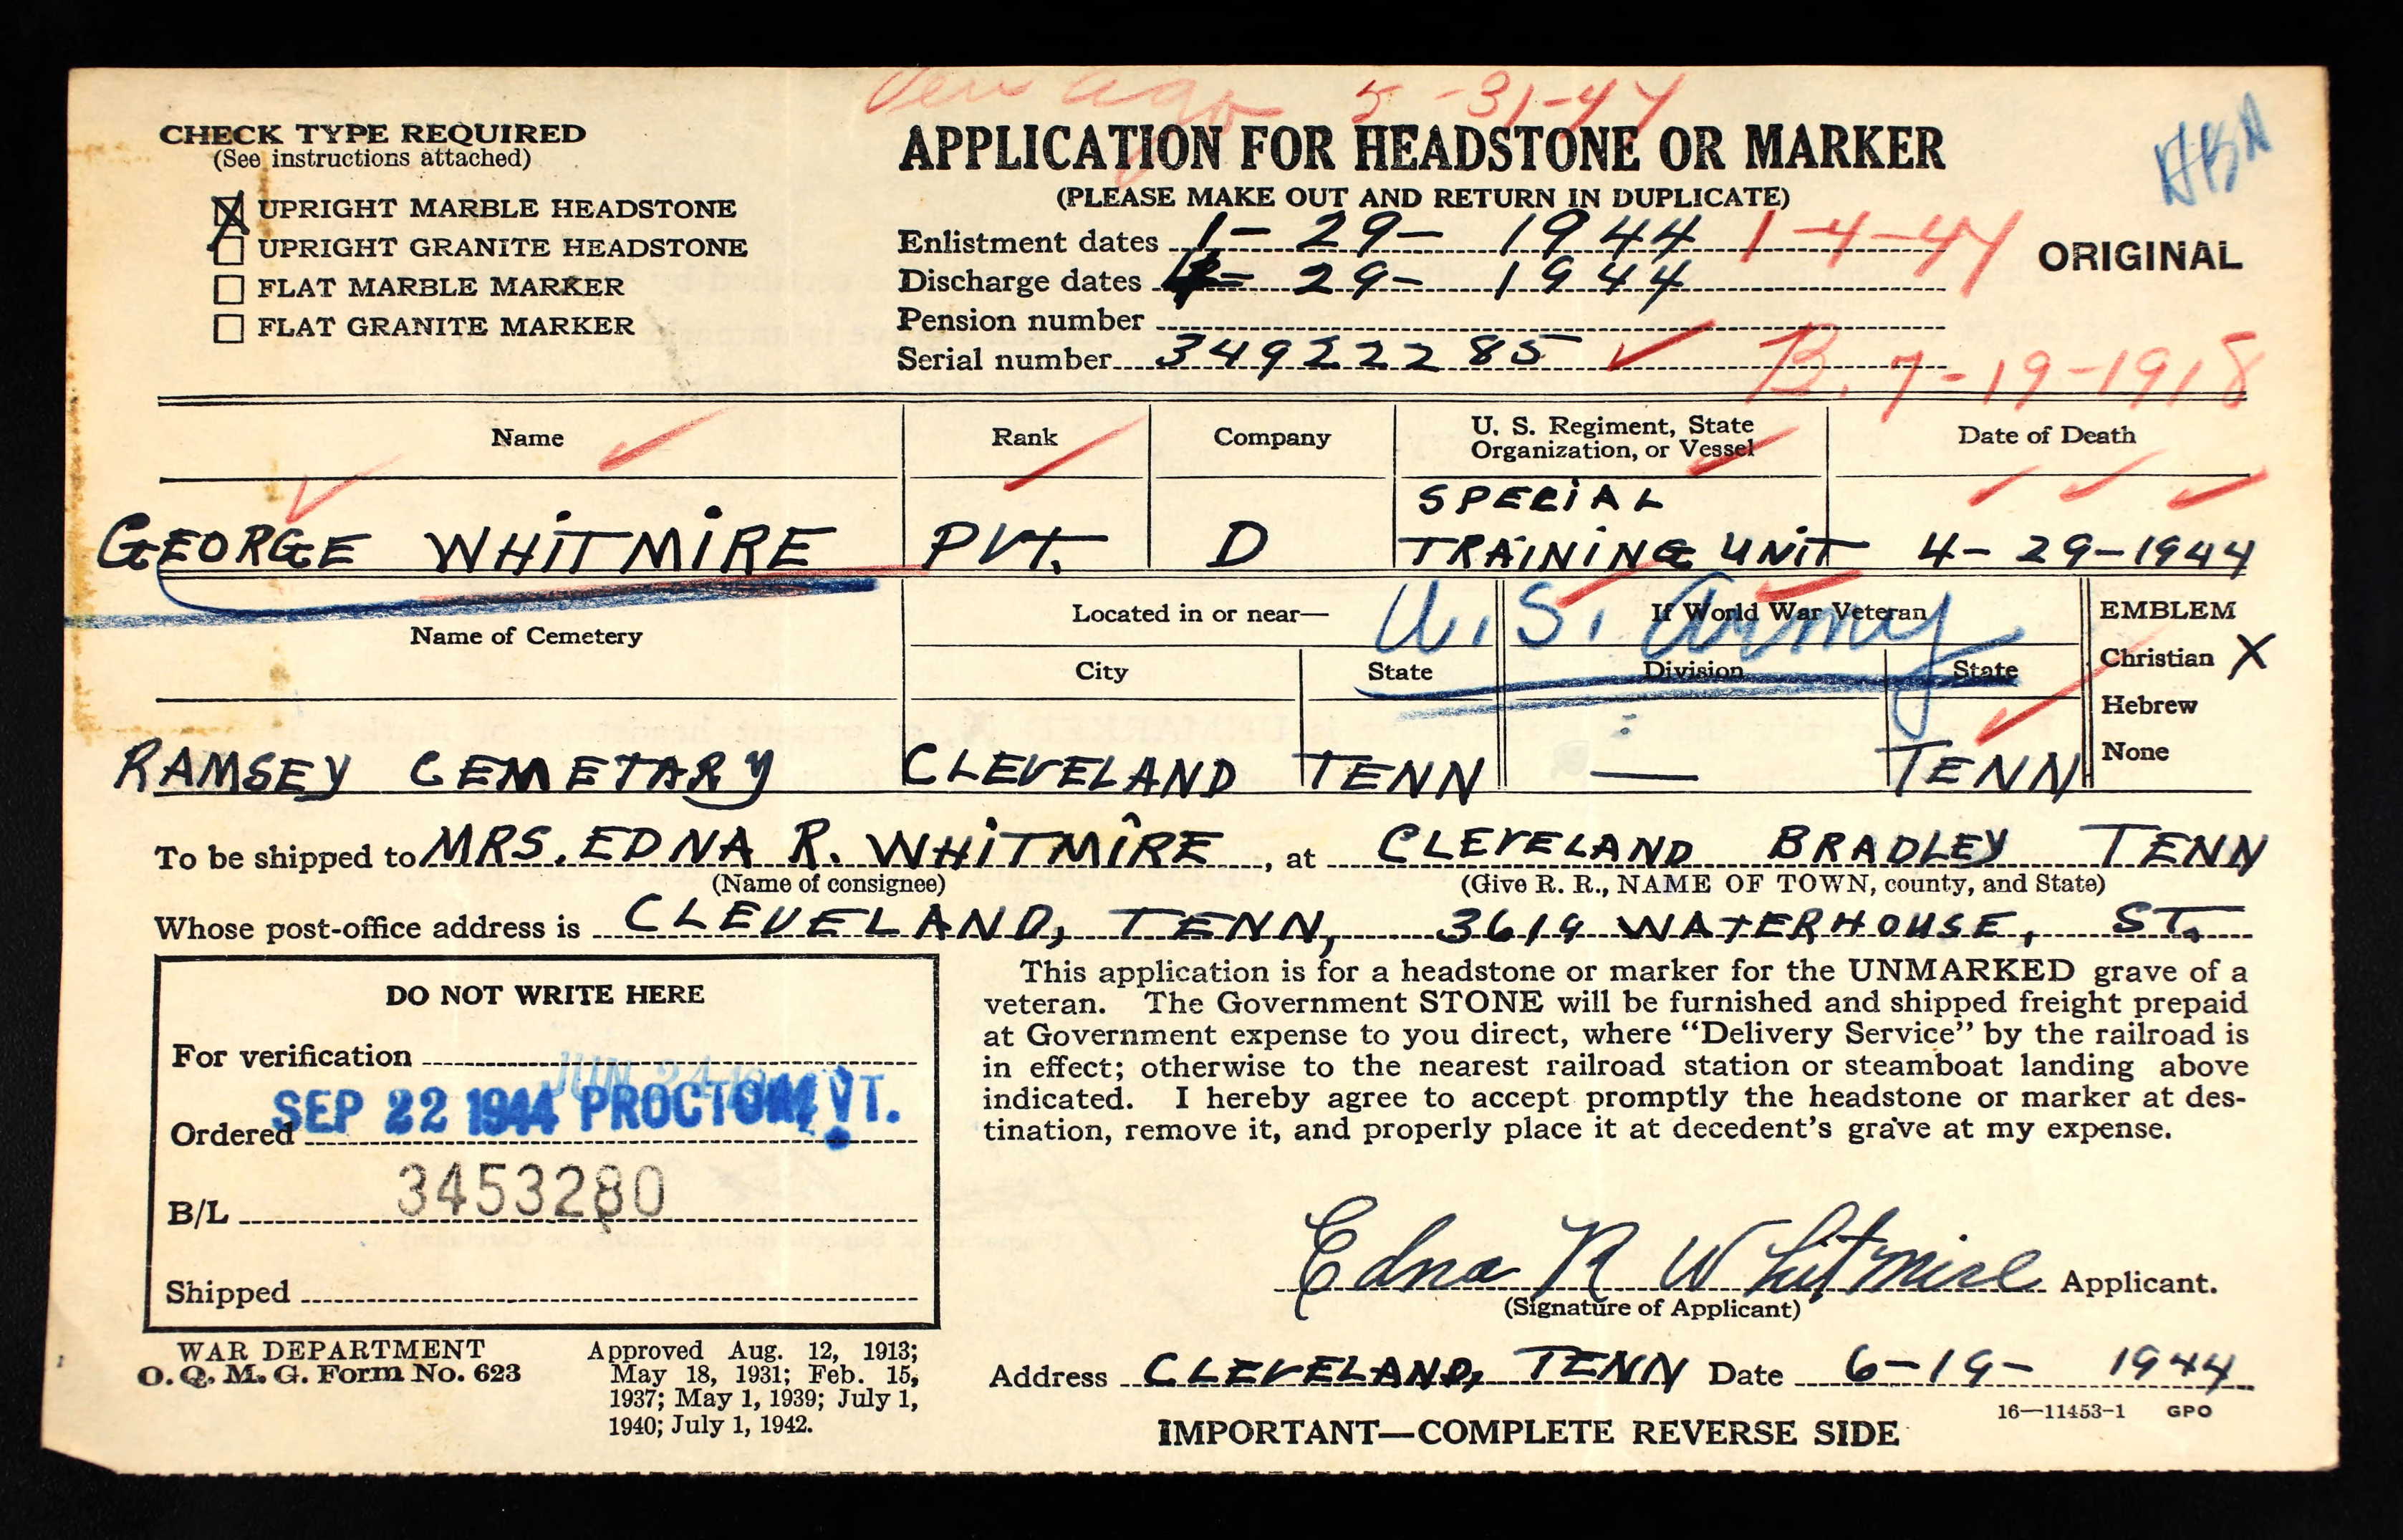 5-31-44
CHECK TYPE REQUIRED
(See instructions attached)
X UPRIGHT MARBLE HEADSTONE
UPRIGHT GRANITE HEADSTONE
FLAT MARBLE MARKER
FLAT GRANITE MARKER
APPLICATION FOR HEADSTONE OR MARKER
(PLEASE MAKE OUT AND RETURN IN DUPLICATE)
Enlistment dates 1-29-1944 1-4-44
Discharge dates 4-29-1944
Pension number
Serial number 34922285
ORIGINAL
B. 7-19-1918
Name
Rank
Company
U. S. Regiment, State
Organization, or Vessel
Date of Death
GEORGE WHITMIRE
PVT.
D
SPECIAL
TRAINING UNIT
4-29-1944
U.S. Army
Name of Cemetery
Located in or near—
City
State
If World War Veteran
Division
State
EMBLEM
Christian X
Hebrew
None
RAMSEY CEMETARY
CLEVELAND
TENN
—
TENN
To be shipped to MRS. EDNA R. WHITMIRE, at CLEVELAND BRADLEY TENN
(Name of consignee) (Give R. R., NAME OF TOWN, county, and State)
Whose post-office address is CLEVELAND, TENN, 3619 WATERHOUSE, ST.
DO NOT WRITE HERE
For verification
Ordered SEP 22 1944 PROCTOR, VT.
B/L 3453280
Shipped
This application is for a headstone or marker for the UNMARKED grave of a
veteran. The Government STONE will be furnished and shipped freight prepaid
at Government expense to you direct, where “Delivery Service” by the railroad is
in effect; otherwise to the nearest railroad station or steamboat landing above
indicated. I hereby agree to accept promptly the headstone or marker at des-
tination, remove it, and properly place it at decedent's grave at my expense.
Edna R Whitmire Applicant.
(Signature of Applicant)
Address CLEVELAND, TENN Date 6-19-1944
WAR DEPARTMENT
O. Q. M. G. Form No. 623
Approved Aug. 12, 1913;
May 18, 1931; Feb. 15,
1937; May 1, 1939; July 1,
1940; July 1, 1942.
16—11453-1 GPO
IMPORTANT—COMPLETE REVERSE SIDE